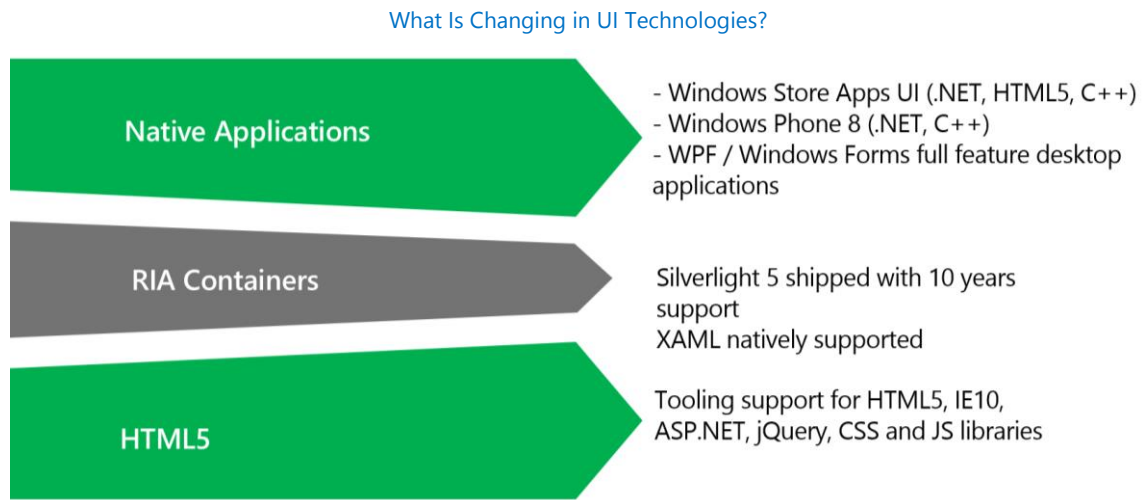 What Is Changing in UI Technologies?
Native Applications
- Windows Store Apps UI (.NET, HTML5, C++)
- Windows Phone 8 (.NET, C++)
- WPF / Windows Forms full feature desktop
applications
RIA Containers
Silverlight 5 shipped with 10 years
support
XAML natively supported
HTML5
Tooling support for HTML5, IE10,
ASP.NET, jQuery, CSS and JS libraries